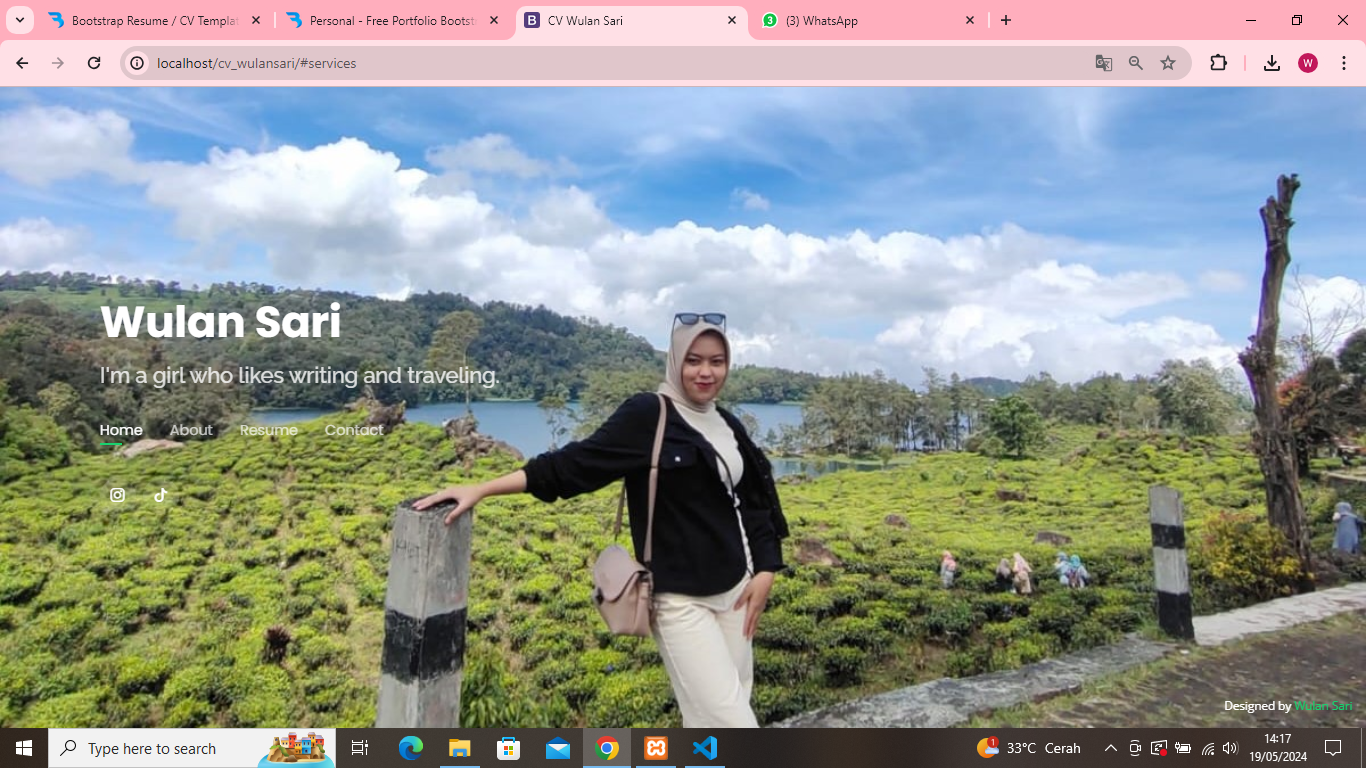 Bootstrap Resume / CV Templat
Personal - Free Portfolio Bootst
CV Wulan Sari
(3) WhatsApp
localhost/cv_wulansari/#services
W
Wulan Sari
I'm a girl who likes writing and traveling.
Home About Resume Contact
Designed by Wulan Sari
Type here to search
1
33°C Cerah
14:17
19/05/2024